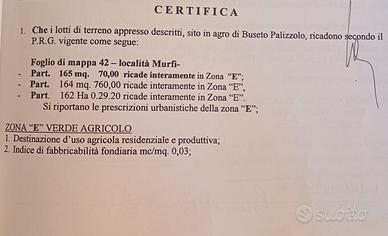 CERTIFICA
1. Che i lotti di terreno appresso descritti, sito in agro di Buseto Palizzolo, ricadono secondo il
P.R.G. vigente come segue:
Foglio di mappa 42 – località Murfi-
- Part. 165 mq. 70,00 ricade interamente in Zona "E";
- Part. 164 mq. 760,00 ricade interamente in Zona "E",
- Part. 162 Ha 0.29.20 ricade interamente in Zona "E".
Si riportano le prescrizioni urbanistiche della zona "E";
ZONA "E" VERDE AGRICOLO
1. Destinazione d'uso agricola residenziale e produttiva;
2. Indice di fabbricabilità fondiaria mc/mq. 0,03;
subito.it